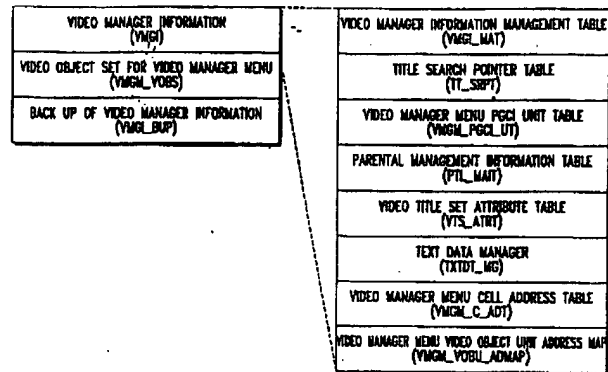 VIDEO MANAGER INFORMATION
(VMGI)
VIDEO OBJECT SET FOR VIDEO MANAGER MENU
(VMGM_VOBS)
BACK UP OF VIDEO MANAGER INFORMATION
(VMGI_BUP)
VIDEO MANAGER INFORMATION MANAGEMENT TABLE
(VMGI_MAT)
TITLE SEARCH POINTER TABLE
(TT_SRPT)
VIDEO MANAGER MENU PGCI UNIT TABLE
(VMGM_PGCI_UT)
PARENTAL MANAGEMENT INFORMATION TABLE
(PTL_MAIT)
VIDEO TITLE SET ATTRIBUTE TABLE
(VTS_ATRT)
TEXT DATA MANAGER
(TXTDT_MG)
VIDEO MANAGER MENU CELL ADDRESS TABLE
(VMGM_C_ADT)
VIDEO MANAGER MENU VIDEO OBJECT UNIT ADDRESS MAP
(VMGM_VOBU_ADMAP)